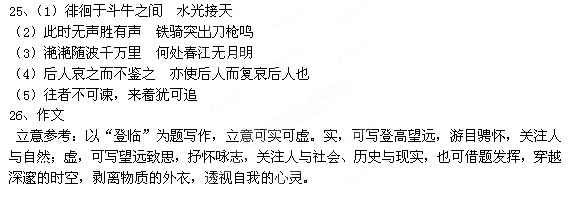 25、（1）徘徊于斗牛之间　水光接天
（2）此时无声胜有声　铁骑突出刀枪鸣
（3）滟滟随波千万里　何处春江无月明
（4）后人哀之而不鉴之　亦使后人而复哀后人也
（5）往者不可谏，来着犹可追
26、作文
立意参考：以“登临”为题写作，立意可实可虚。实，可写登高望远，游目骋怀，关注人
与自然；虚，可写望远致思，抒怀咏志，关注人与社会、历史与现实，也可借题发挥，穿越
深邃的时空，剥离物质的外衣，透视自我的心灵。